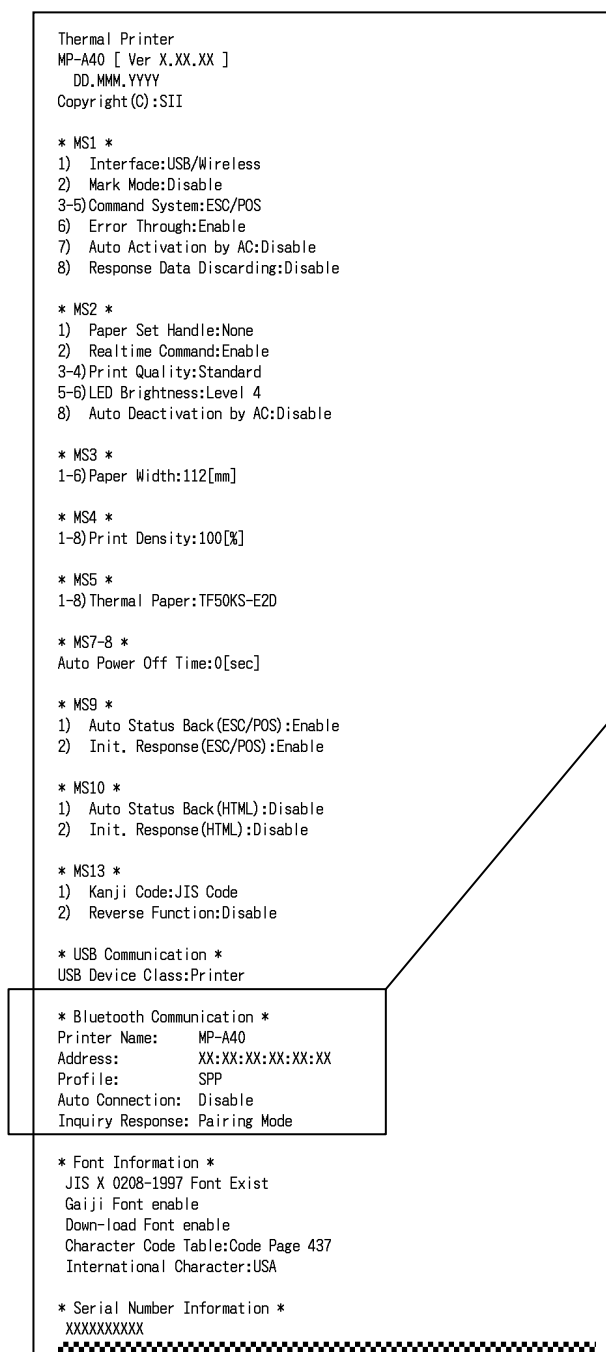 Thermal Printer
MP-A40 [ Ver X.XX.XX ]
DD.MMM.YYYY
Copyright(C):SII
* MS1 *
1) Interface:USB/Wireless
2) Mark Mode:Disable
3-5)Command System:ESC/POS
6) Error Through:Enable
7) Auto Activation by AC:Disable
8) Response Data Discarding:Disable
* MS2 *
1) Paper Set Handle:None
2) Realtime Command:Enable
3-4)Print Quality:Standard
5-6)LED Brightness:Level 4
8) Auto Deactivation by AC:Disable
* MS3 *
1-6)Paper Width:112[mm]
* MS4 *
1-8)Print Density:100[%]
* MS5 *
1-8)Thermal Paper:TF50KS-E2D
* MS7-8 *
Auto Power Off Time:0[sec]
* MS9 *
1) Auto Status Back(ESC/POS):Enable
2) Init. Response(ESC/POS):Enable
* MS10 *
1) Auto Status Back(HTML):Disable
2) Init. Response(HTML):Disable
* MS13 *
1) Kanji Code:JIS Code
2) Reverse Function:Disable
* USB Communication *
USB Device Class:Printer
* Bluetooth Communication *
Printer Name: MP-A40
Address: XX:XX:XX:XX:XX:XX
Profile: SPP
Auto Connection: Disable
Inquiry Response: Pairing Mode
* Font Information *
JIS X 0208-1997 Font Exist
Gaiji Font enable
Down-load Font enable
Character Code Table:Code Page 437
International Character:USA
* Serial Number Information *
XXXXXXXXXX